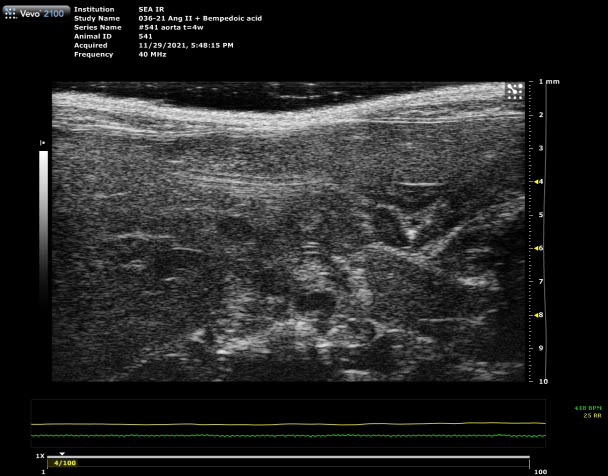 Vevo 2100
Institution SEA IR
Study Name 036-21 Ang II + Bempedoic acid
Series Name #541 aorta t=4w
Animal ID 541
Acquired 11/29/2021, 5:48:15 PM
Frequency 40 MHz
1 mm
2
3
4
5
6
7
8
9
10
438 BPM
25 RR
1X
4/100
1 100